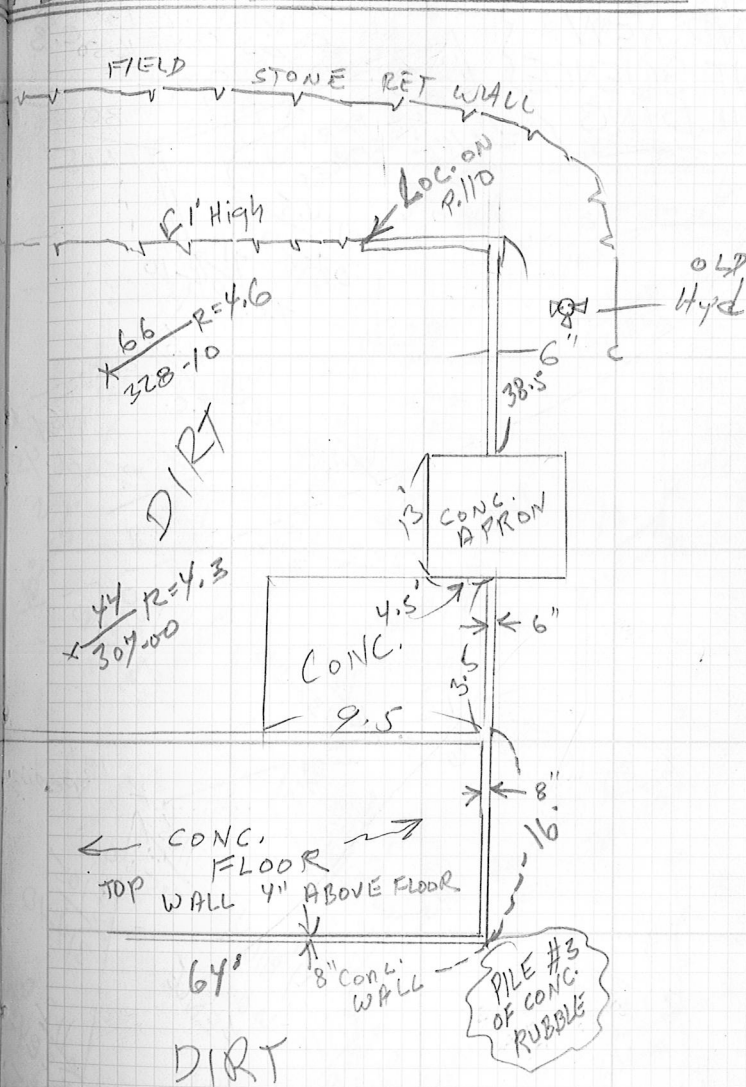 FIELD STONE RET WALL
LOC. ON
P.110
1' High
OLD
Hyd
66 R=4.6
328-10
6"
38.5
DIRT
13'
CONC.
APRON
44 R=4.3
307-00
4.5'
6"
CONC.
3.5
9.5
8"
16
CONC.
FLOOR
TOP WALL 4" ABOVE FLOOR
64'
8" CONC.
WALL
PILE #3
OF CONC.
RUBBLE
DIRT